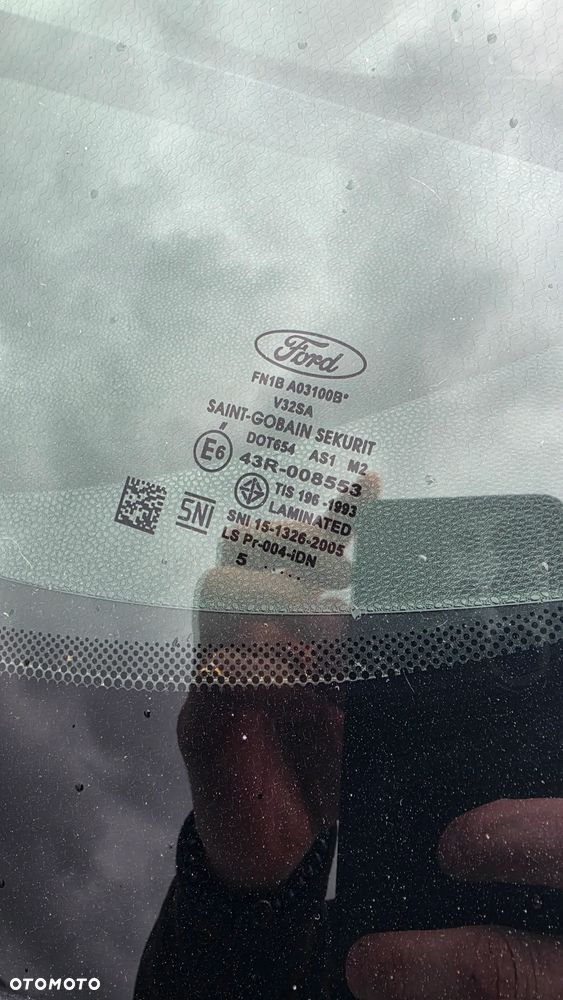 Ford
FN1B A03100B*
V32SA
SAINT-GOBAIN SEKURIT
DOT654 AS1 M2
E6
43R-008553
TIS 196-1993
LAMINATED
SNI
SNI 15-1326-2005
LS Pr-004-iDN
5 .....
OTOMOTO